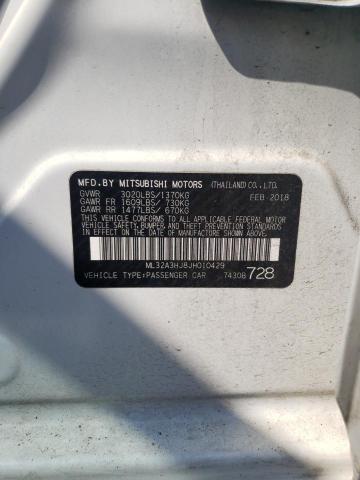 MFD.BY MITSUBISHI MOTORS (THAILAND)CO.,LTD.
GVWR 3020LBS/1370KG FEB 2018
GAWR FR 1609LBS/ 730KG
GAWR RR 1477LBS/ 670KG
THIS VEHICLE CONFORMS TO ALL APPLICABLE U.S. FEDERAL MOTOR
VEHICLE SAFETY, BUMPER, AND THEFT PREVENTION STANDARDS
IN EFFECT ON THE DATE OF MANUFACTURE SHOWN ABOVE.
ML32A3HJ8JH010429
VEHICLE TYPE:PASSENGER CAR 74308 728